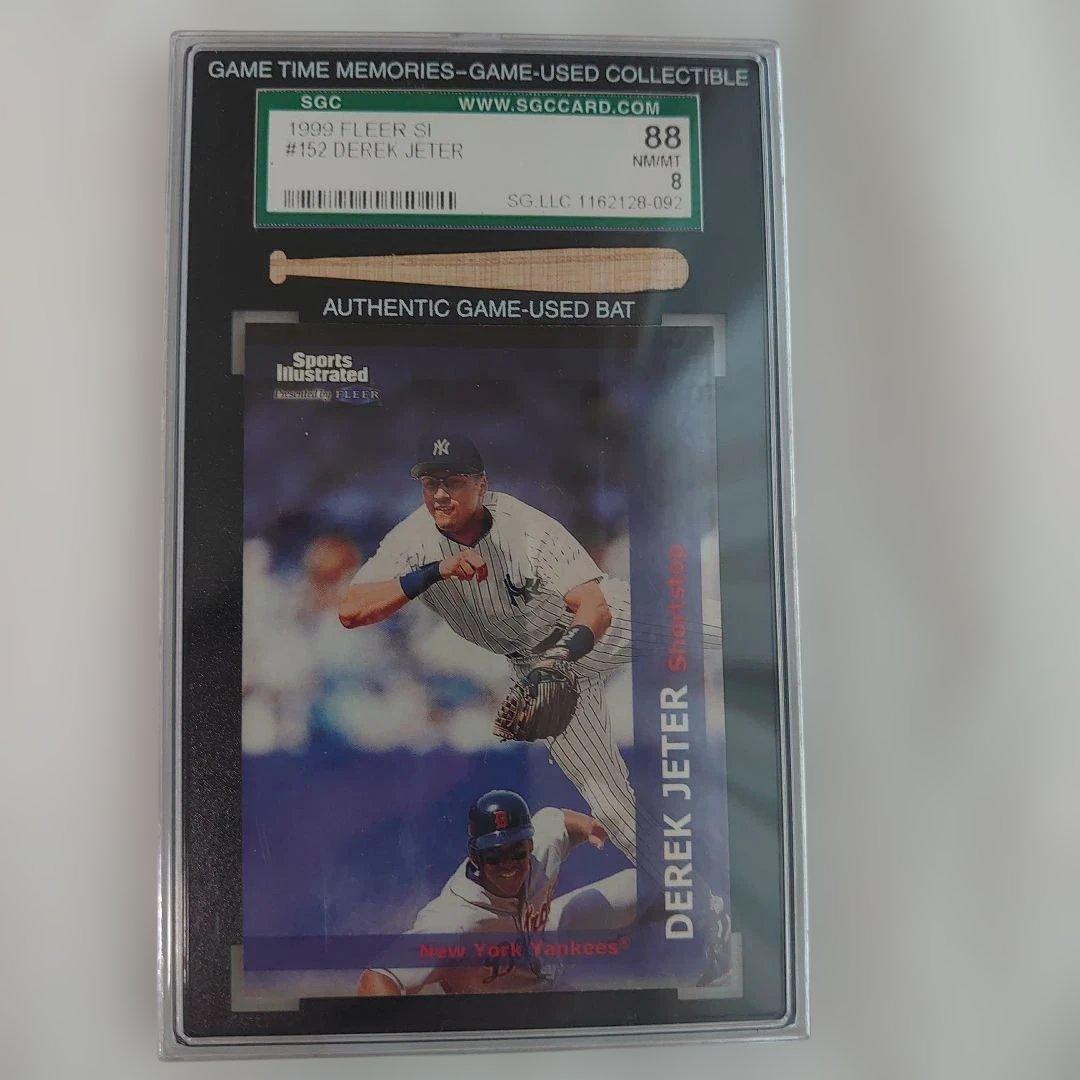 GAME TIME MEMORIES–GAME-USED COLLECTIBLE
SGC WWW.SGCCARD.COM
1999 FLEER SI 88
#152 DEREK JETER NM/MT
8
SG.LLC 1162128-092
AUTHENTIC GAME-USED BAT
Sports
Illustrated
Presented by FLEER
NY
DEREK JETER Shortstop
New York Yankees®